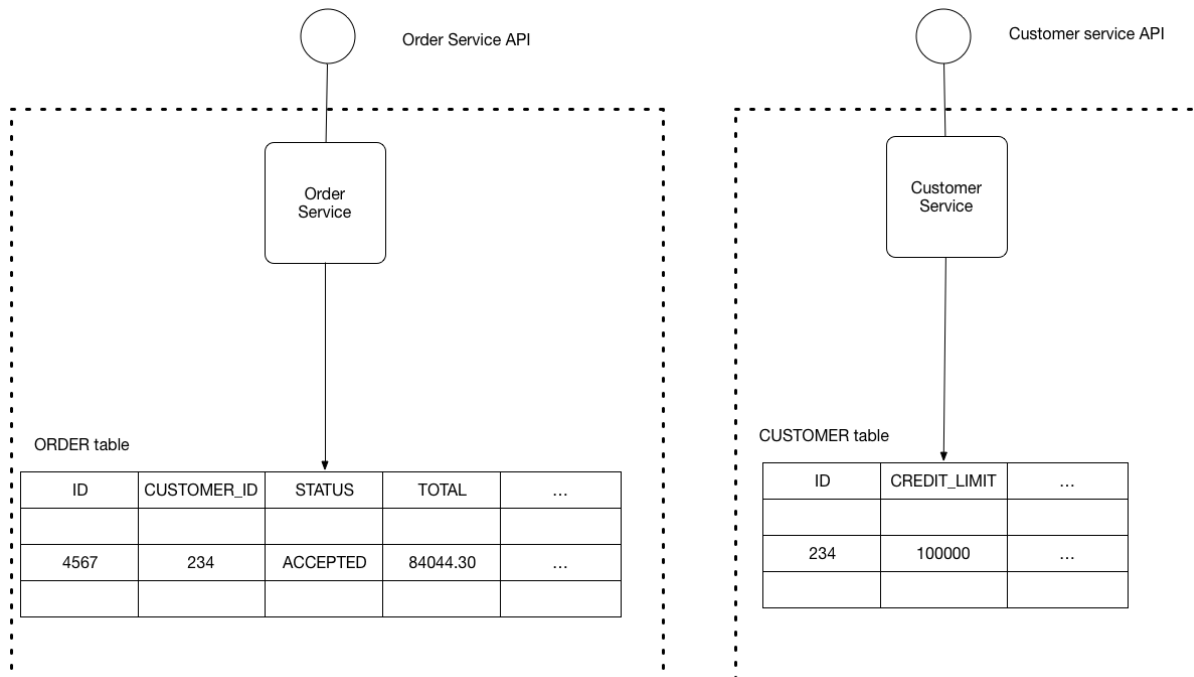 Order Service API
Customer service API
Order
Service
Customer
Service
ORDER table
ID CUSTOMER_ID STATUS TOTAL ...
4567 234 ACCEPTED 84044.30 ...
CUSTOMER table
ID CREDIT_LIMIT ...
234 100000 ...